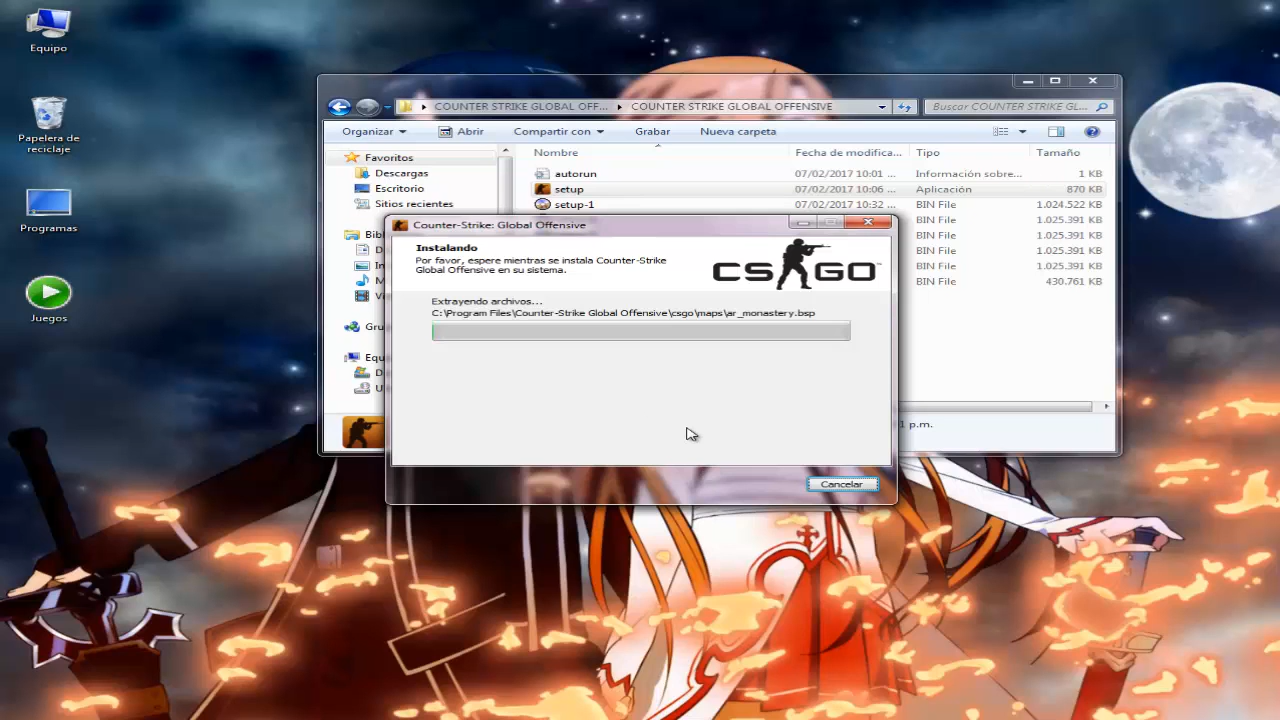 Equipo
Papelera de
reciclaje
Programas
Juegos
COUNTER STRIKE GLOBAL OFF... COUNTER STRIKE GLOBAL OFFENSIVE
Buscar COUNTER STRIKE GL...
Organizar Abrir Compartir con Grabar Nueva carpeta
Favoritos
Descargas
Escritorio
Sitios recientes
Nombre Fecha de modifica... Tipo Tamaño
autorun 07/02/2017 10:01 ... Información sobre... 1 KB
setup 07/02/2017 10:06 ... Aplicación 870 KB
setup-1 07/02/2017 10:32 ... BIN File 1.024.522 KB
BIN File 1.025.391 KB
BIN File 1.025.391 KB
BIN File 1.025.391 KB
BIN File 1.025.391 KB
BIN File 430.761 KB
Bib
Gru
Equ
1 p.m.
Counter-Strike: Global Offensive
Instalando
Por favor, espere mientras se instala Counter-Strike
Global Offensive en su sistema.
CS GO
Extrayendo archivos...
C:\Program Files\Counter-Strike Global Offensive\csgo\maps\ar_monastery.bsp
Cancelar